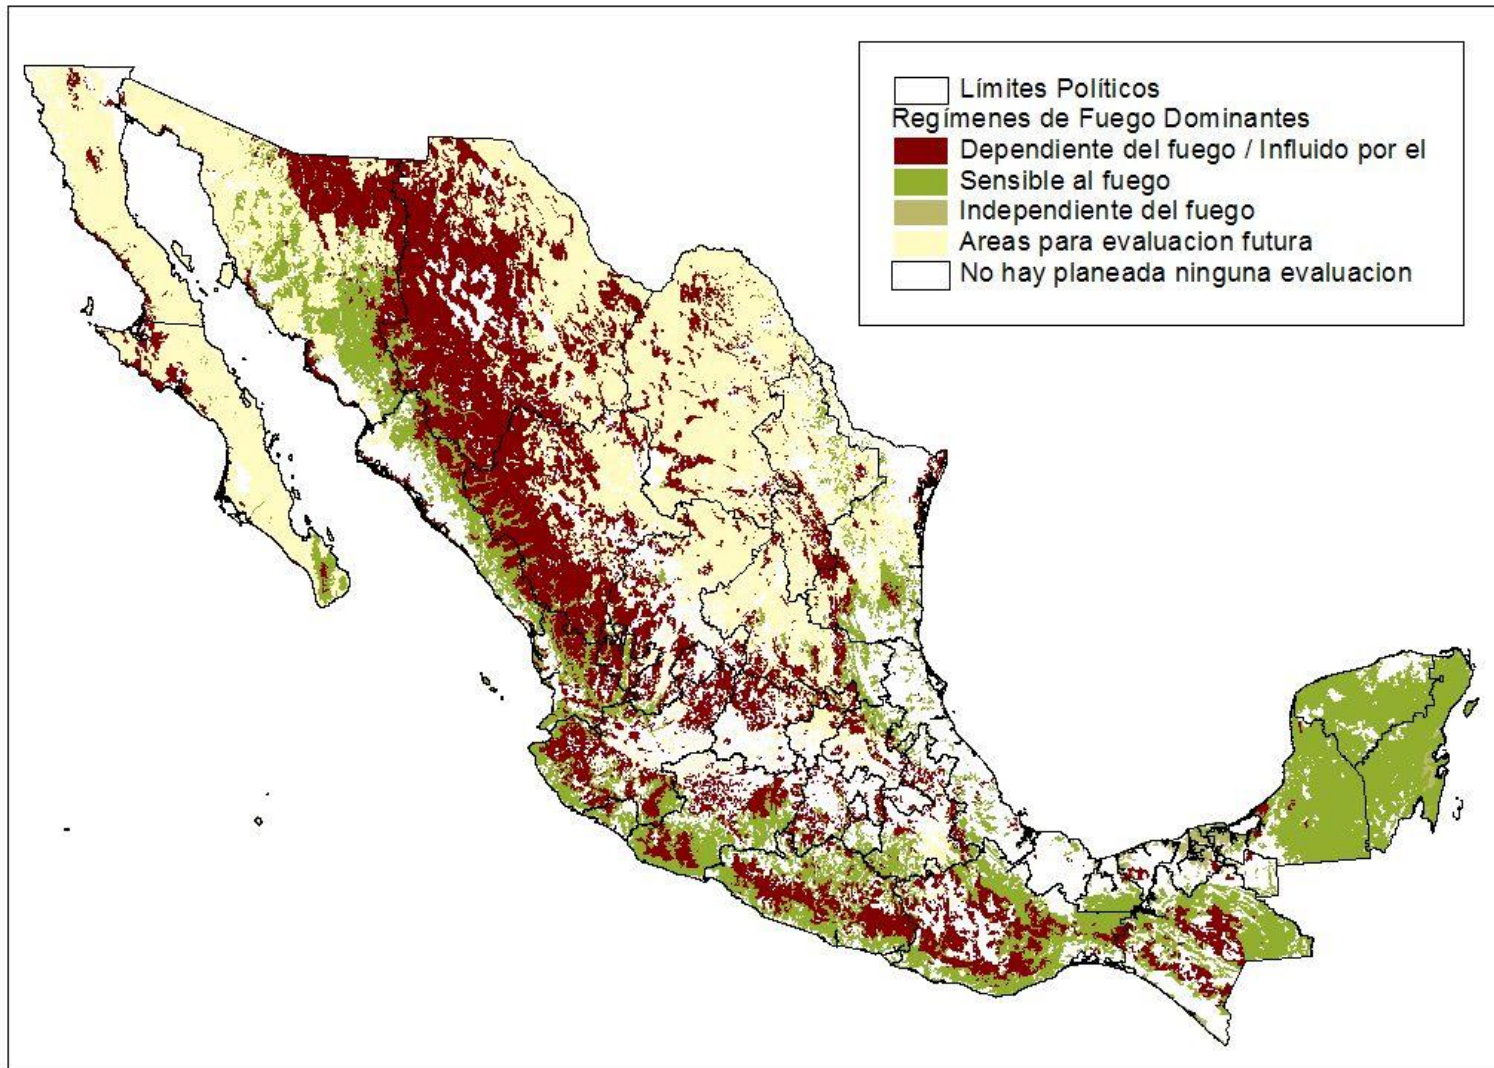 Límites Políticos
Regímenes de Fuego Dominantes
Dependiente del fuego / Influido por el
Sensible al fuego
Independiente del fuego
Areas para evaluacion futura
No hay planeada ninguna evaluacion